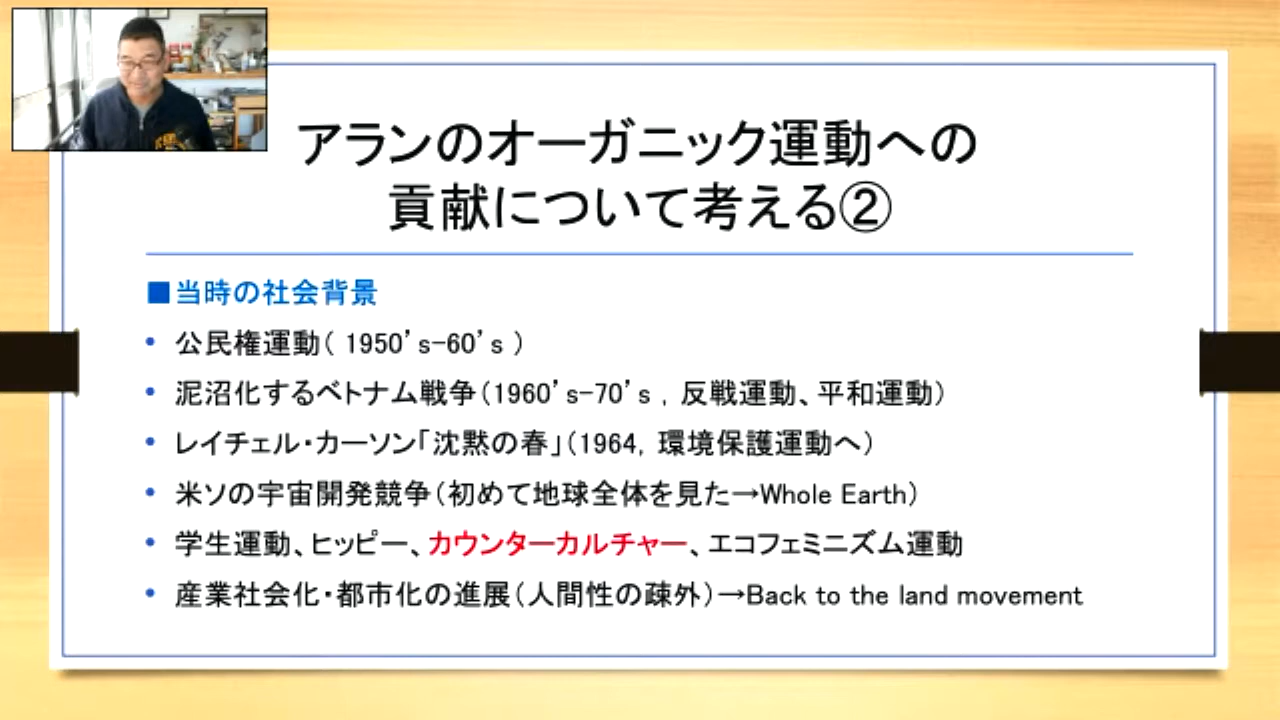 アランのオーガニック運動への
貢献について考える②
■当時の社会背景
• 公民権運動( 1950’s-60’s )
• 泥沼化するベトナム戦争(1960’s-70’s , 反戦運動、平和運動)
• レイチェル・カーソン「沈黙の春」(1964, 環境保護運動へ)
• 米ソの宇宙開発競争(初めて地球全体を見た→Whole Earth)
• 学生運動、ヒッピー、カウンターカルチャー、エコフェミニズム運動
• 産業社会化・都市化の進展(人間性の疎外)→Back to the land movement